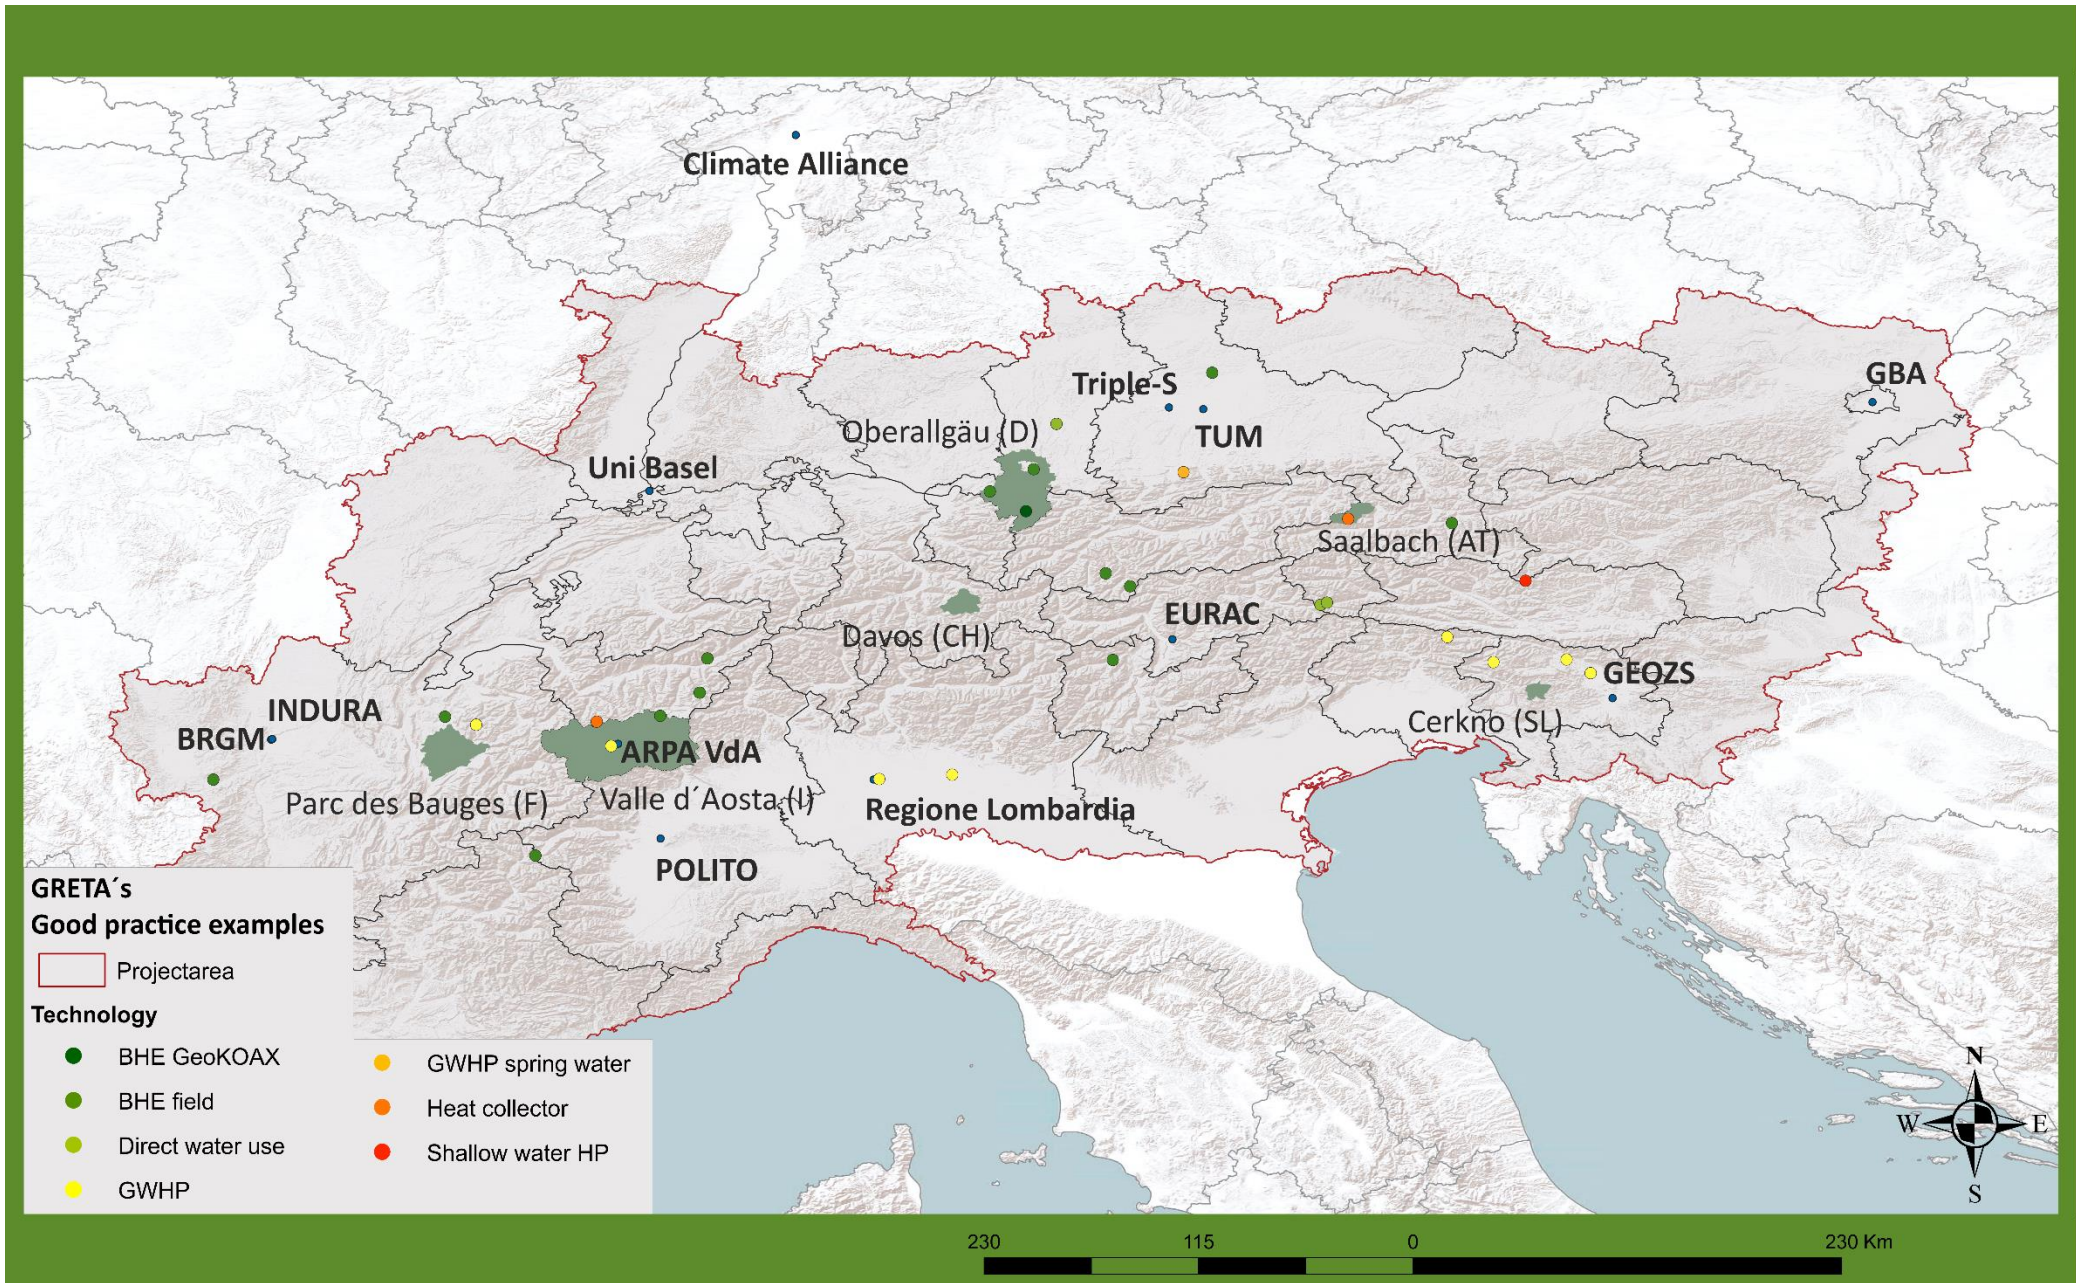 Climate Alliance
GBA
Triple-S
Oberallgäu (D)
TUM
Uni Basel
Saalbach (AT)
EURAC
Davos (CH)
GEOZS
INDURA
BRGM
Cerkno (SL)
ARPA VdA
Parc des Bauges (F)
Valle d´Aosta (I)
Regione Lombardia
POLITO
GRETA´s
Good practice examples
Projectarea
Technology
BHE GeoKOAX
BHE field
Direct water use
GWHP
GWHP spring water
Heat collector
Shallow water HP
N
W E
S
230 115 0 230 Km